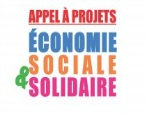 APPEL À PROJETS
ÉCONOMIE
SOCIALE
& SOLIDAIRE